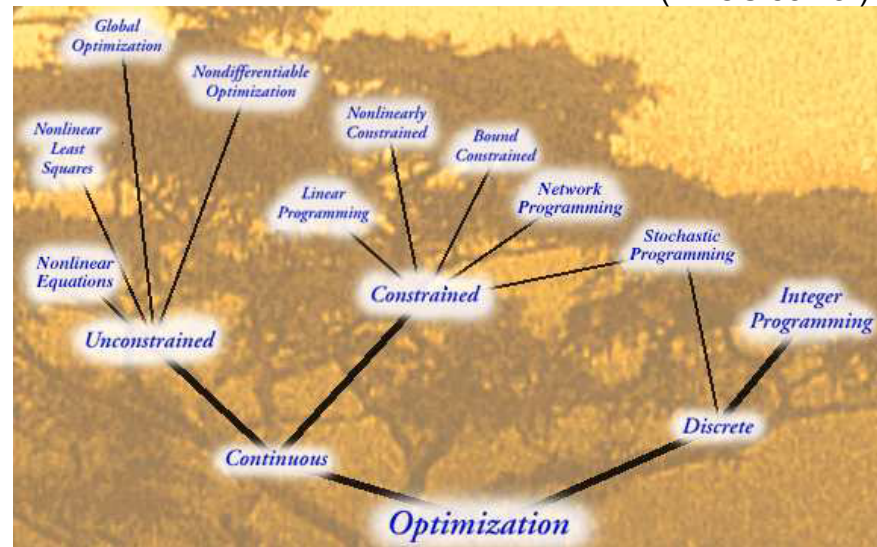 Global
Optimization
Nondifferentiable
Optimization
Nonlinear
Least
Squares
Nonlinearly
Constrained
Bound
Constrained
Linear
Programming
Network
Programming
Stochastic
Programming
Nonlinear
Equations
Constrained
Integer
Programming
Unconstrained
Discrete
Continuous
Optimization